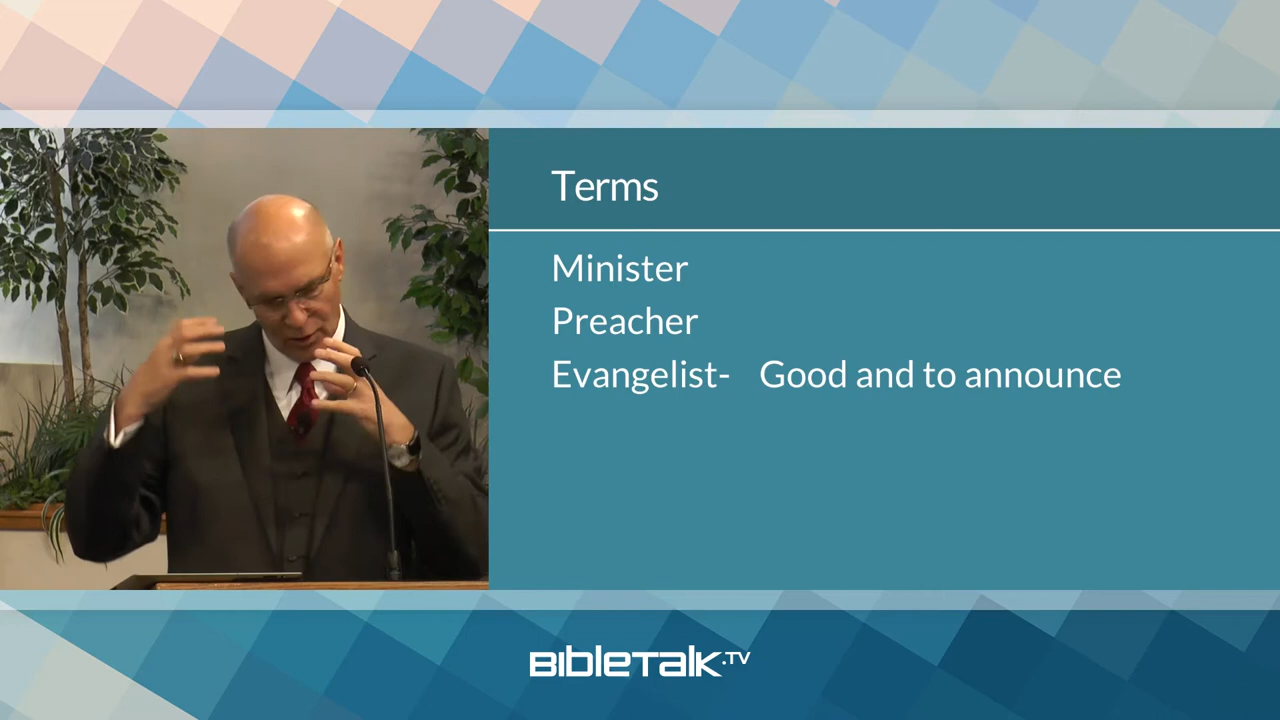 Terms
Minister
Preacher
Evangelist- Good and to announce
BIBLETALK.TV